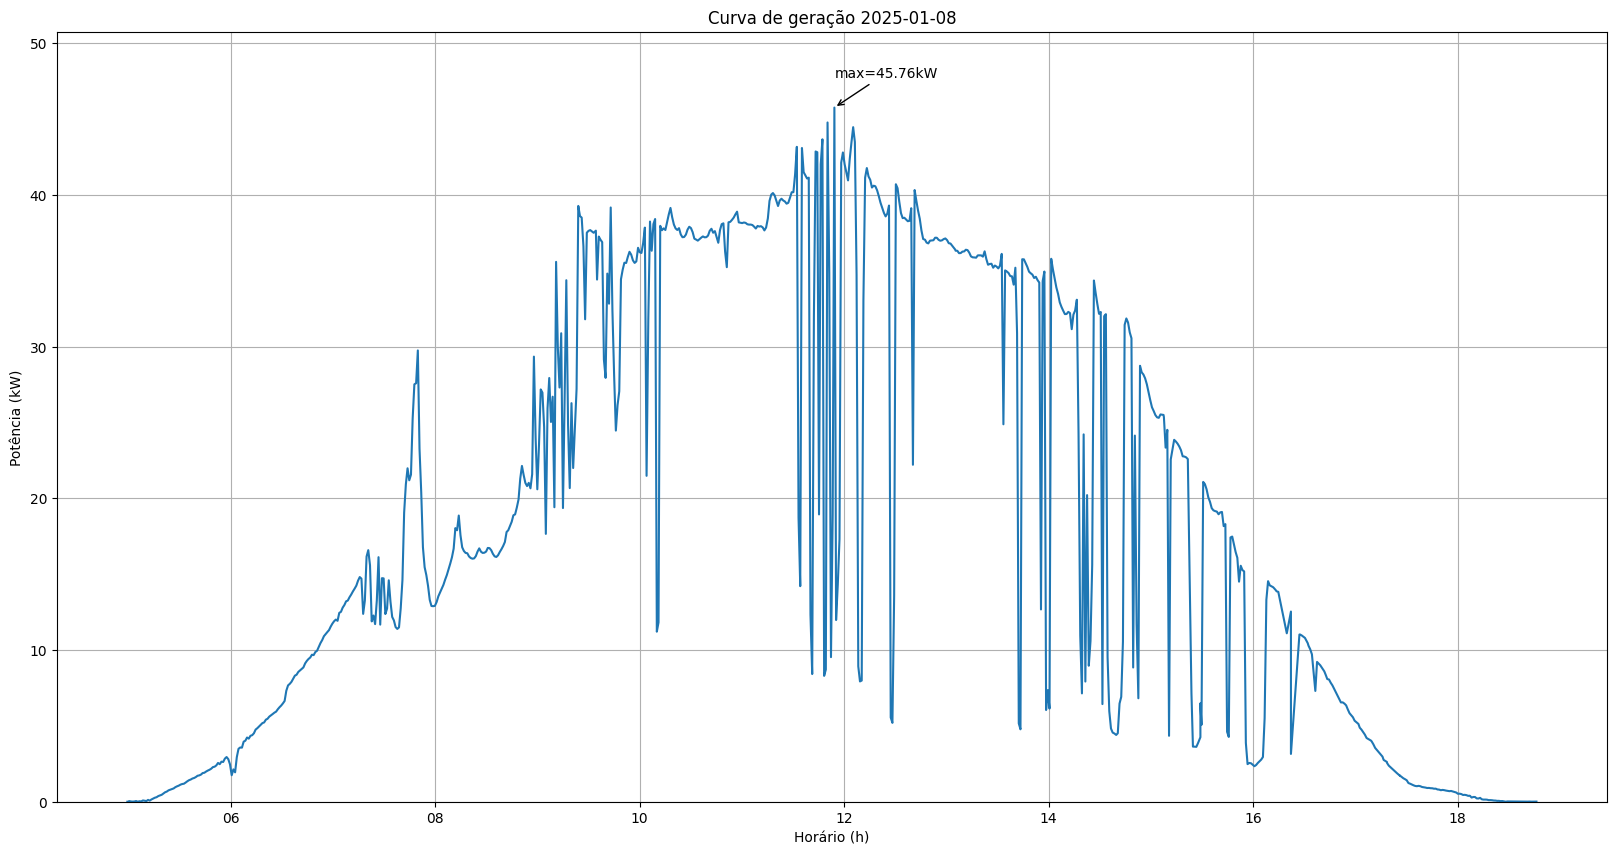 Curva de geração 2025-01-08
50
max=45.76kW
40
30
Potência (kW)
20
10
0
06 08 10 12 14 16 18
Horário (h)